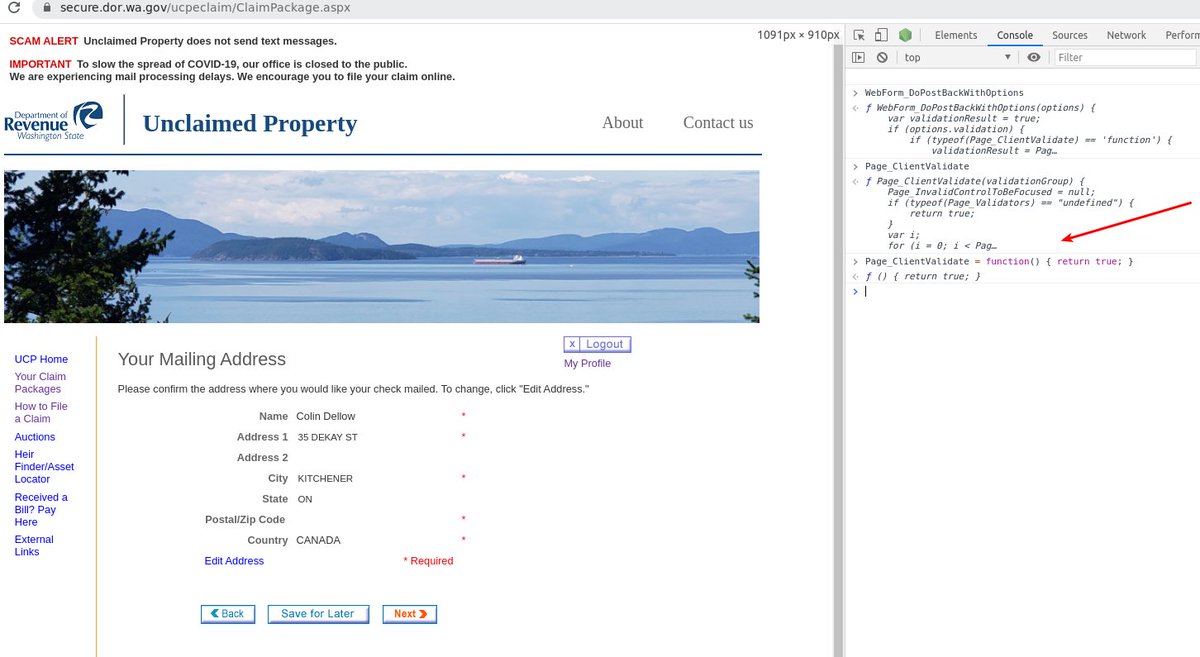 secure.dor.wa.gov/ucpeclaim/ClaimPackage.aspx
SCAM ALERT Unclaimed Property does not send text messages.
IMPORTANT To slow the spread of COVID-19, our office is closed to the public.
We are experiencing mail processing delays. We encourage you to file your claim online.
1091px × 910px
Department of
Revenue
Washington State
Unclaimed Property
About
Contact us
UCP Home
Your Claim
Packages
How to File
a Claim
Auctions
Heir
Finder/Asset
Locator
Received a
Bill? Pay
Here
External
Links
Your Mailing Address
x Logout
My Profile
Please confirm the address where you would like your check mailed. To change, click "Edit Address."
Name Colin Dellow *
Address 1 35 DEKAY ST *
Address 2
City KITCHENER *
State ON
Postal/Zip Code *
Country CANADA *
Edit Address * Required
Back Save for Later Next
Elements Console Sources Network Perform
top Filter
> WebForm_DoPostBackWithOptions
ƒ WebForm_DoPostBackWithOptions(options) {
var validationResult = true;
if (options.validation) {
if (typeof(Page_ClientValidate) == 'function') {
validationResult = Pag…
> Page_ClientValidate
ƒ Page_ClientValidate(validationGroup) {
Page_InvalidControlToBeFocused = null;
if (typeof(Page_Validators) == "undefined") {
return true;
}
var i;
for (i = 0; i < Pag…
> Page_ClientValidate = function() { return true; }
ƒ () { return true; }
>